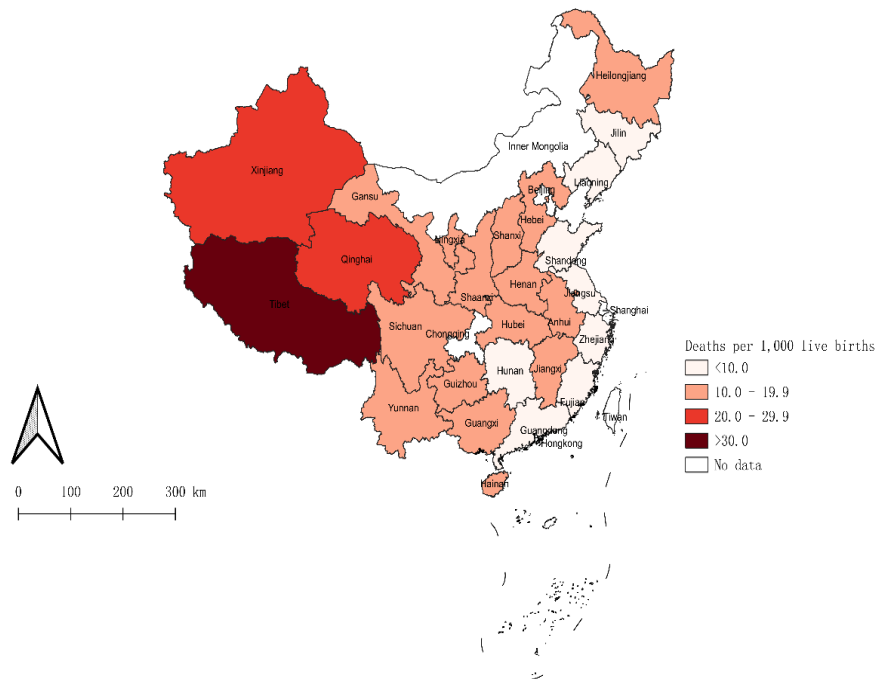 Heilongjiang
Jilin
Inner Mongolia
Liaoning
Xinjiang
Beijing
Gansu
Hebei
Shanxi
Ningxia
Qinghai
Shandong
Henan
Jiangsu
Shaanxi
Tibet
Shanghai
Sichuan
Chongqing
Hubei
Anhui
Zhejiang
Hunan
Jiangxi
Guizhou
Yunnan
Fujian
Guangxi
Guangdong
Tiwan
Hongkong
Hainan
Deaths per 1,000 live births
<10.0
10.0 - 19.9
20.0 - 29.9
>30.0
No data
0 100 200 300 km